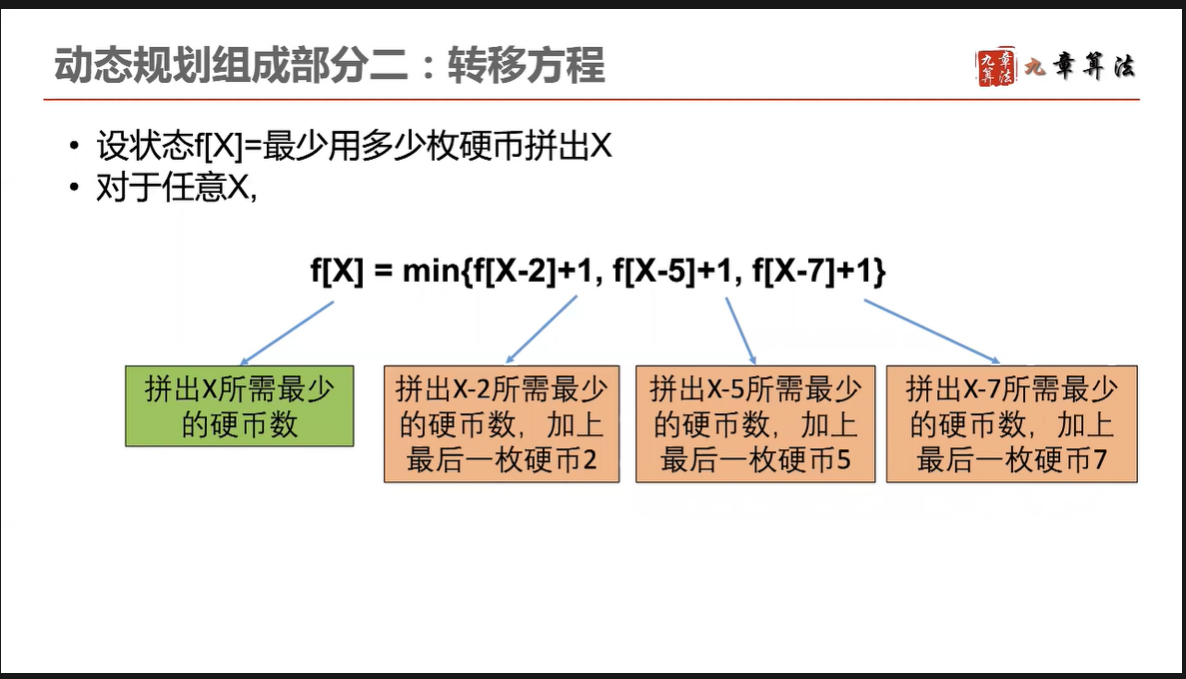 动态规划组成部分二：转移方程
九章算法 九章算法
• 设状态f[X]=最少用多少枚硬币拼出X
• 对于任意X,
f[X] = min{f[X-2]+1, f[X-5]+1, f[X-7]+1}
拼出X所需最少
的硬币数
拼出X-2所需最少
的硬币数，加上
最后一枚硬币2
拼出X-5所需最少
的硬币数，加上
最后一枚硬币5
拼出X-7所需最少
的硬币数，加上
最后一枚硬币7